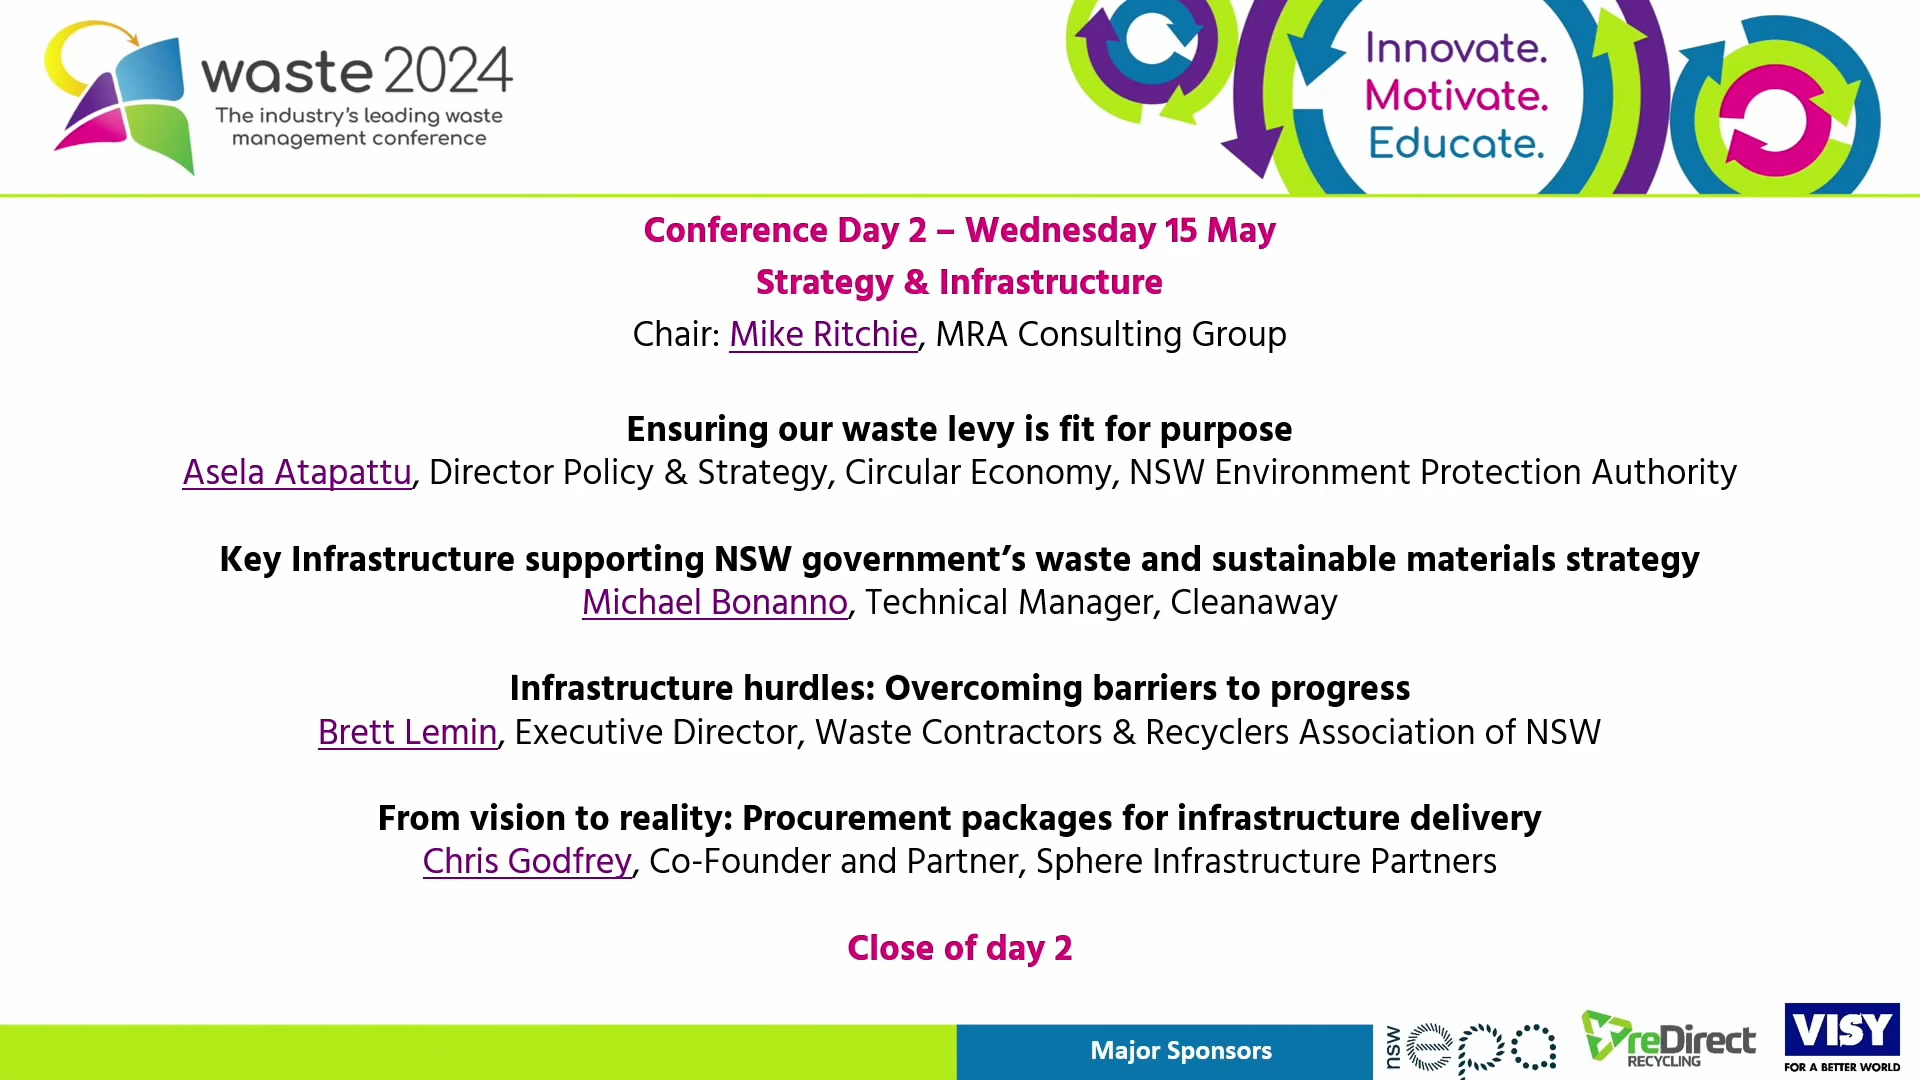 waste 2024
The industry's leading waste
management conference
Innovate.
Motivate.
Educate.
Conference Day 2 – Wednesday 15 May
Strategy & Infrastructure
Chair: Mike Ritchie, MRA Consulting Group
Ensuring our waste levy is fit for purpose
Asela Atapattu, Director Policy & Strategy, Circular Economy, NSW Environment Protection Authority
Key Infrastructure supporting NSW government’s waste and sustainable materials strategy
Michael Bonanno, Technical Manager, Cleanaway
Infrastructure hurdles: Overcoming barriers to progress
Brett Lemin, Executive Director, Waste Contractors & Recyclers Association of NSW
From vision to reality: Procurement packages for infrastructure delivery
Chris Godfrey, Co-Founder and Partner, Sphere Infrastructure Partners
Close of day 2
Major Sponsors
nsw epa
reDirect
RECYCLING
VISY
FOR A BETTER WORLD